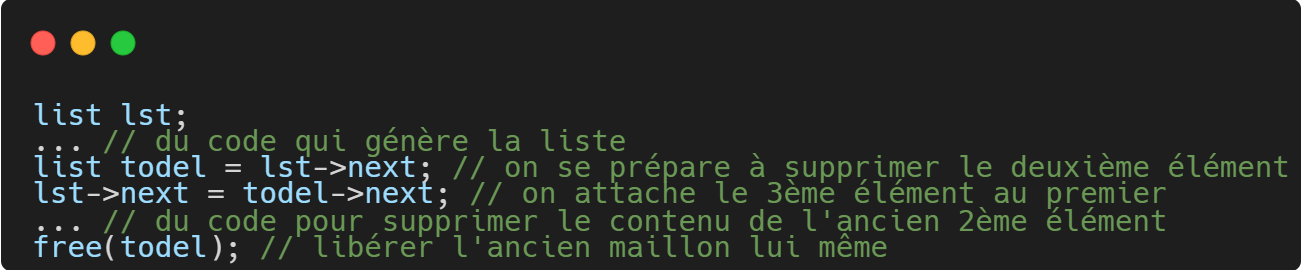 list lst;
... // du code qui génère la liste
list todel = lst->next; // on se prépare à supprimer le deuxième élément
lst->next = todel->next; // on attache le 3ème élément au premier
... // du code pour supprimer le contenu de l'ancien 2ème élément
free(todel); // libérer l'ancien maillon lui même